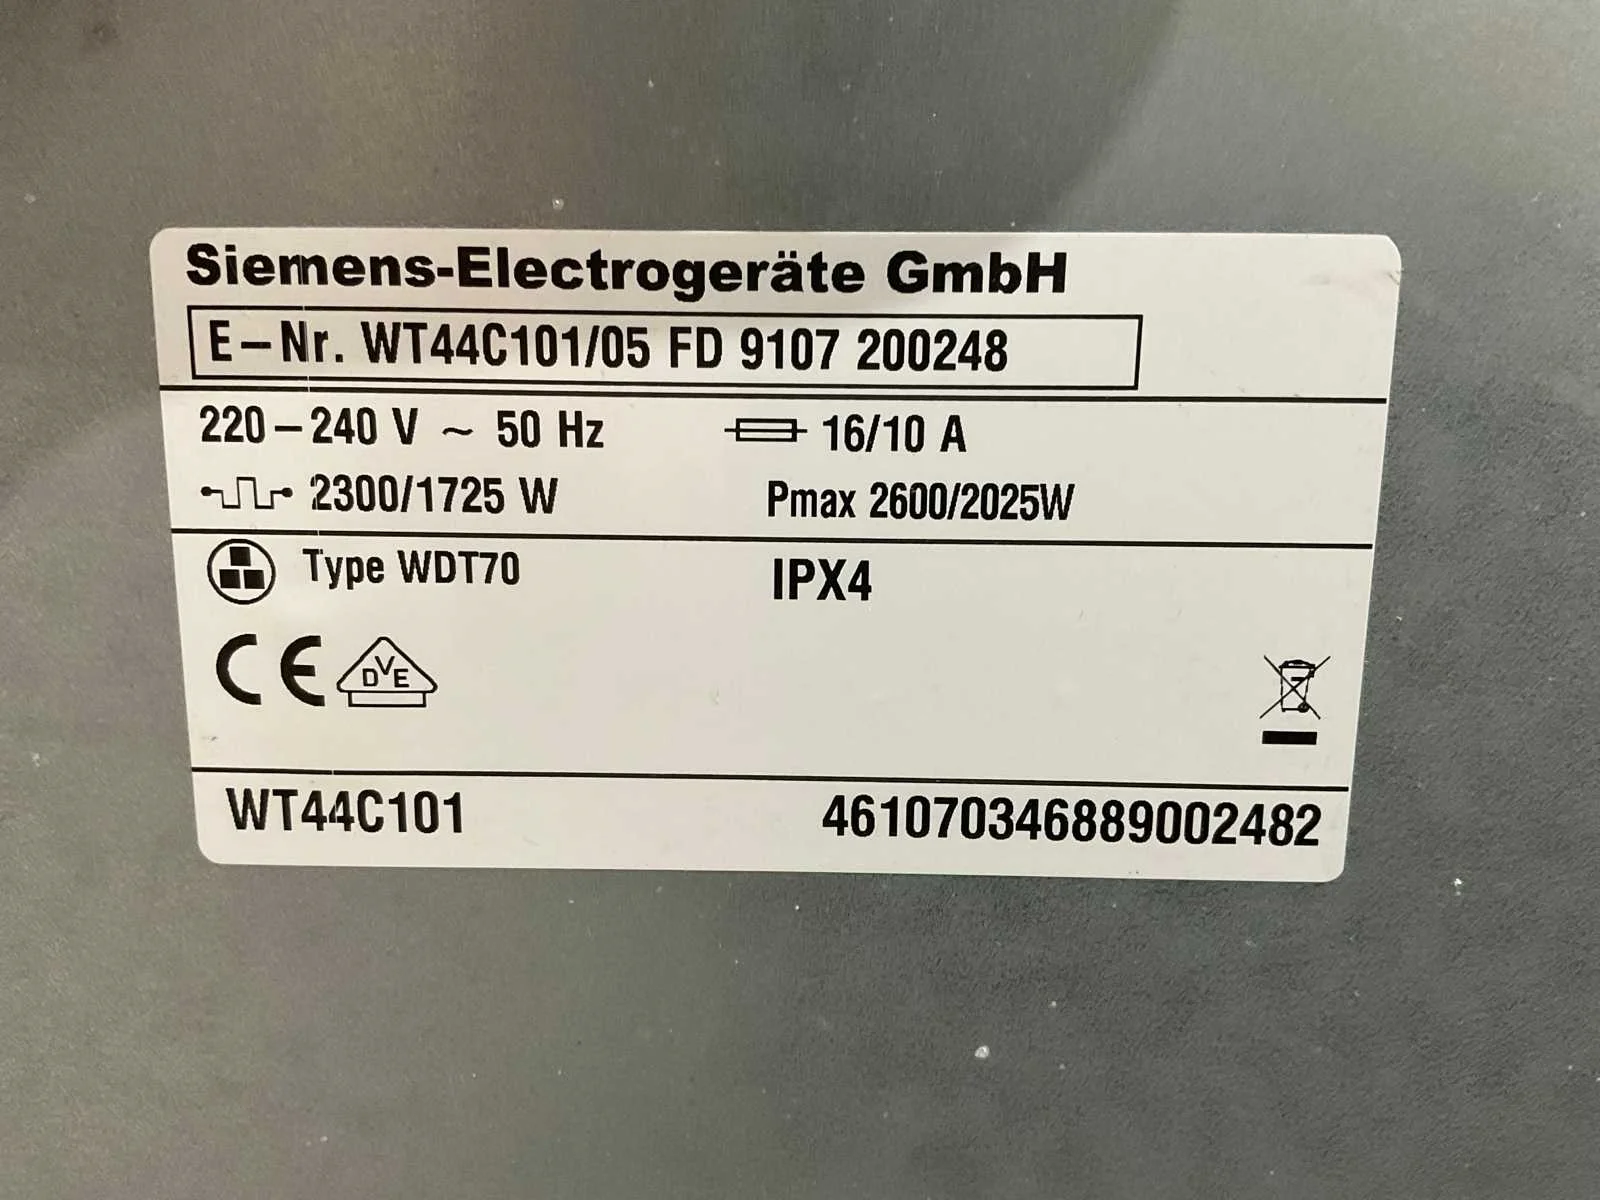 Siemens-Electrogeräte GmbH
E-Nr. WT44C101/05 FD 9107 200248
220-240 V ~ 50 Hz 16/10 A
2300/1725 W Pmax 2600/2025W
Type WDT70 IPX4
CE DVE
WT44C101 461070346889002482